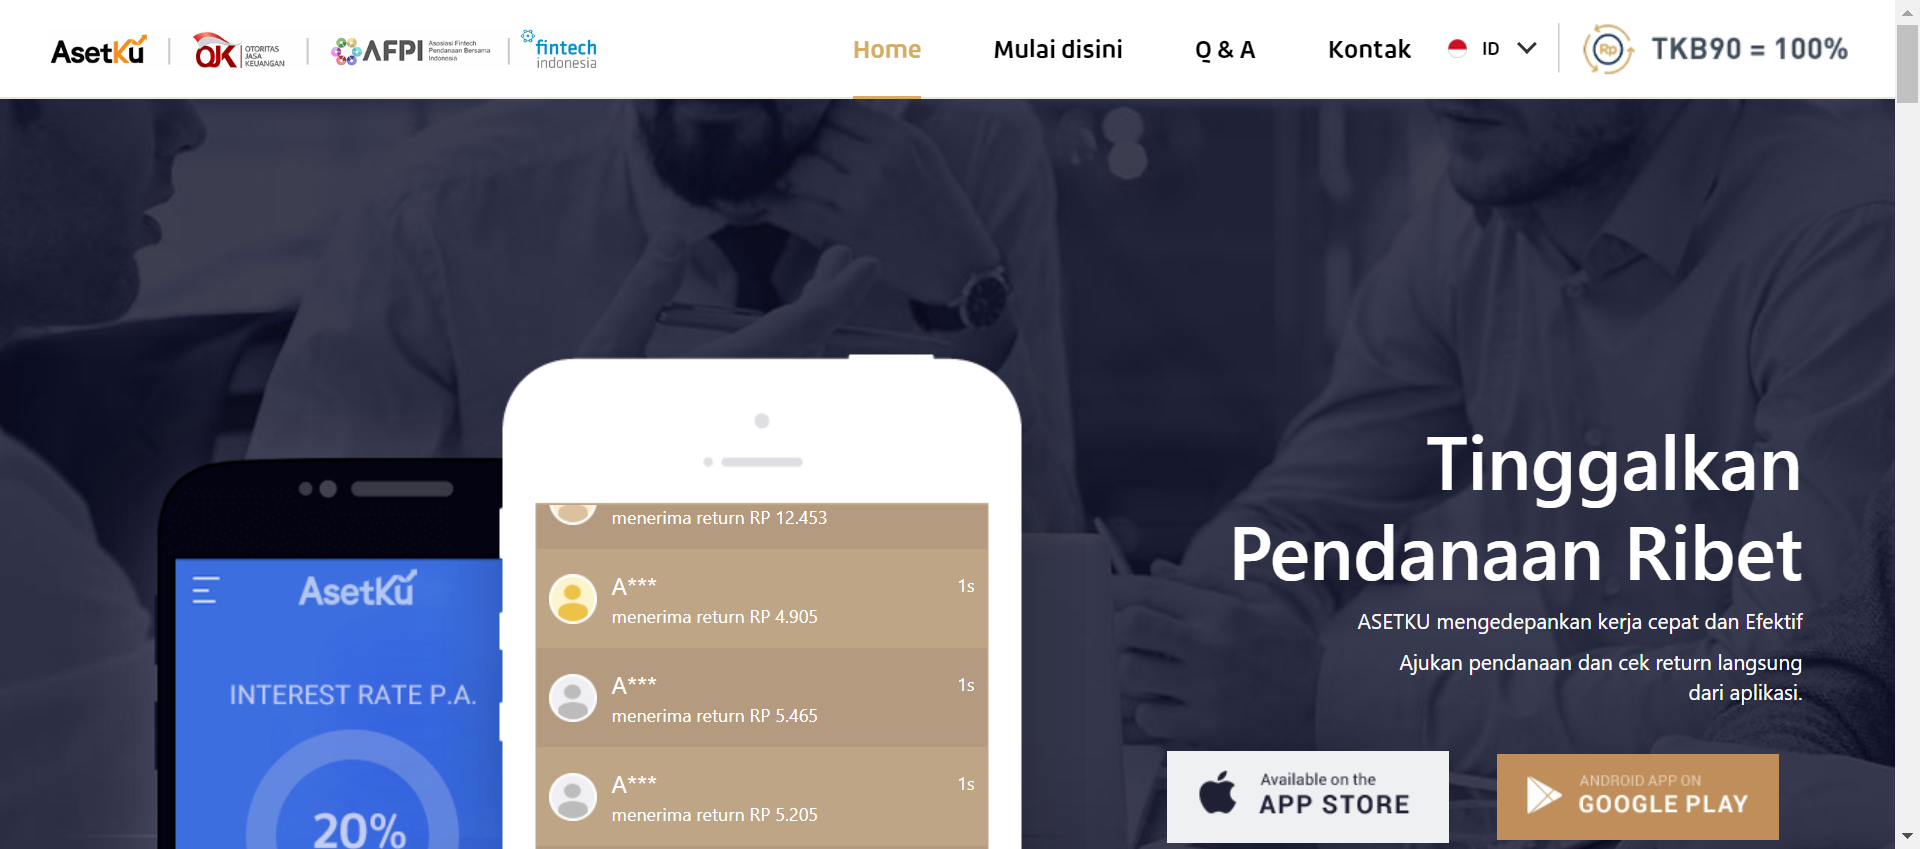 AsetKu
OJK
OTORITAS
JASA
KEUANGAN
AFPI
Asosiasi Fintech
Pendanaan Bersama
Indonesia
fintech
indonesia
Home
Mulai disini
Q & A
Kontak
ID
Rp
TKB90 = 100%
menerima return RP 12.453
A***
1s
menerima return RP 4.905
A***
1s
menerima return RP 5.465
A***
1s
menerima return RP 5.205
AsetKu
INTEREST RATE P.A.
20%
Tinggalkan
Pendanaan Ribet
ASETKU mengedepankan kerja cepat dan Efektif
Ajukan pendanaan dan cek return langsung
dari aplikasi.
Available on the
APP STORE
ANDROID APP ON
GOOGLE PLAY